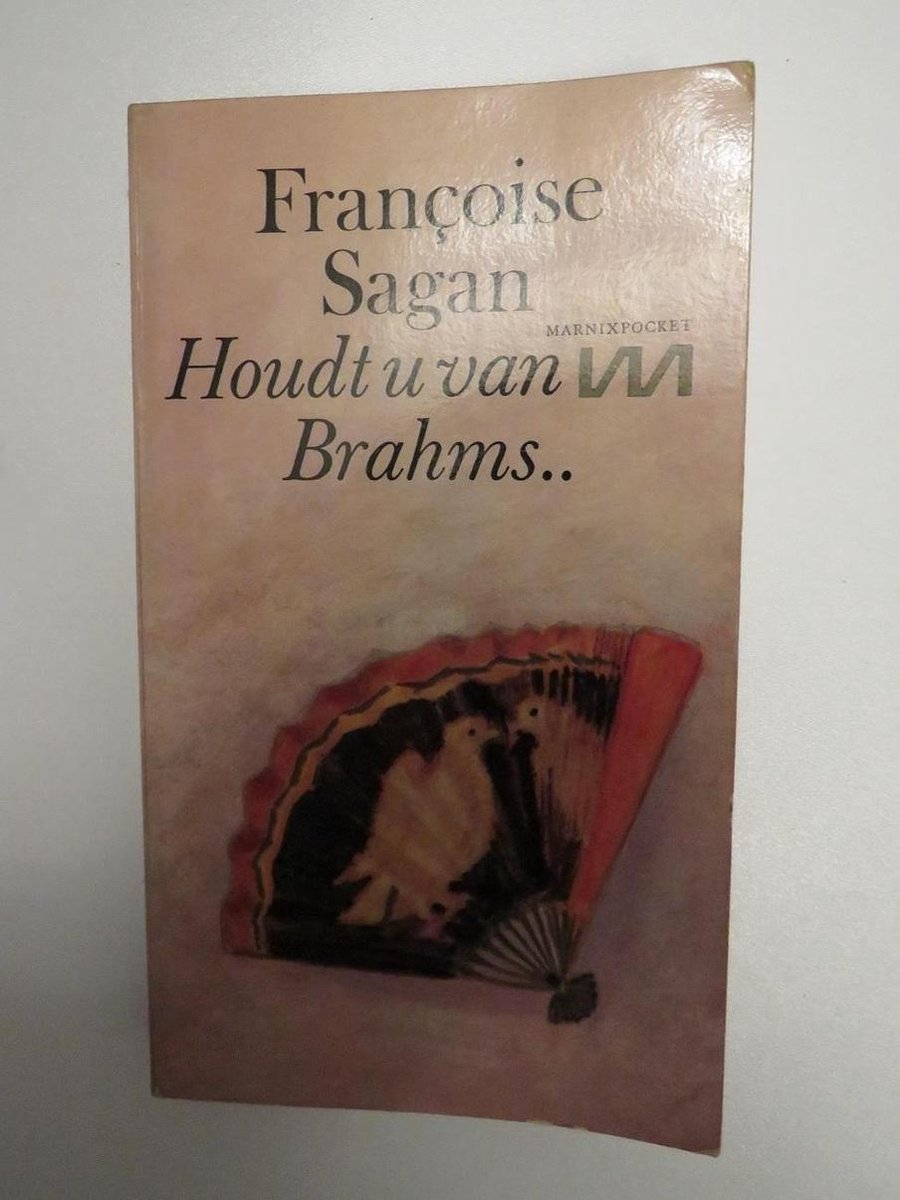 Françoise
Sagan
MARNIXPOCKET
Houdt u van
Brahms..